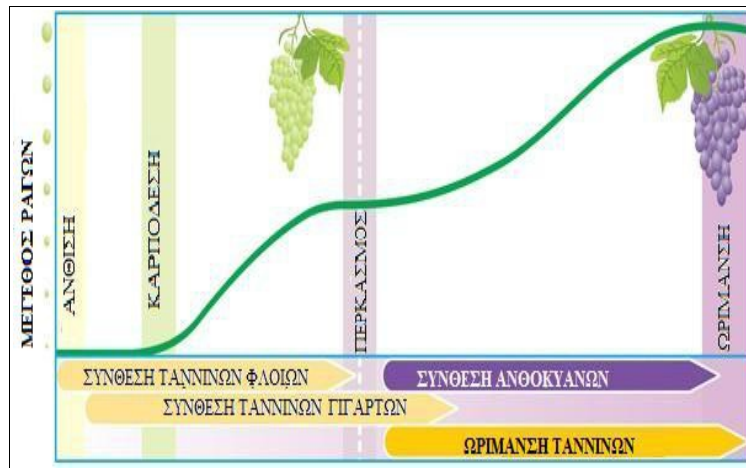 ΜΕΓΕΘΟΣ ΡΑΓΩΝ
ΑΝΘΙΣΗ
ΚΑΡΠΟΔΕΣΗ
ΠΕΡΚΑΣΜΟΣ
ΩΡΙΜΑΝΣΗ
ΣΥΝΘΕΣΗ ΤΑΝΝΙΝΩΝ ΦΛΟΙΩΝ
ΣΥΝΘΕΣΗ ΑΝΘΟΚΥΑΝΩΝ
ΣΥΝΘΕΣΗ ΤΑΝΝΙΝΩΝ ΓΙΓΑΡΤΩΝ
ΩΡΙΜΑΝΣΗ ΤΑΝΝΙΝΩΝ